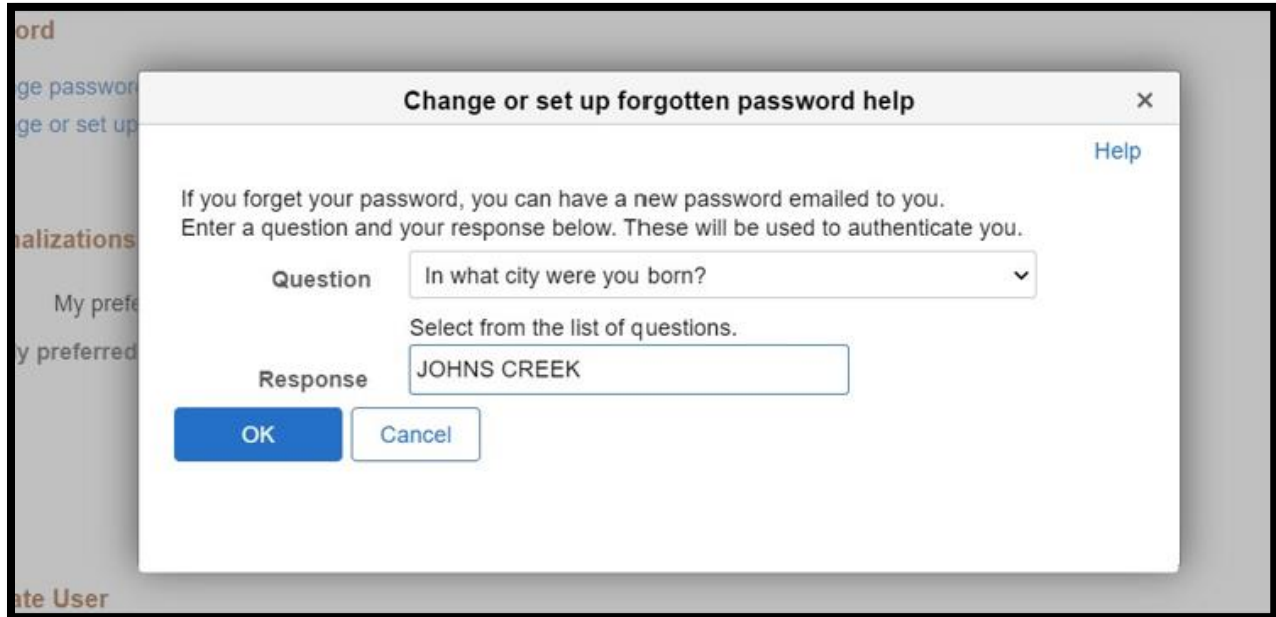 ord
Change or set up forgotten password help
ge password
ge or set up
Help
If you forget your password, you can have a new password emailed to you.
Enter a question and your response below. These will be used to authenticate you.
nalizations
Question In what city were you born?
My prefe
Select from the list of questions.
y preferred
Response JOHNS CREEK
OK Cancel
ate User